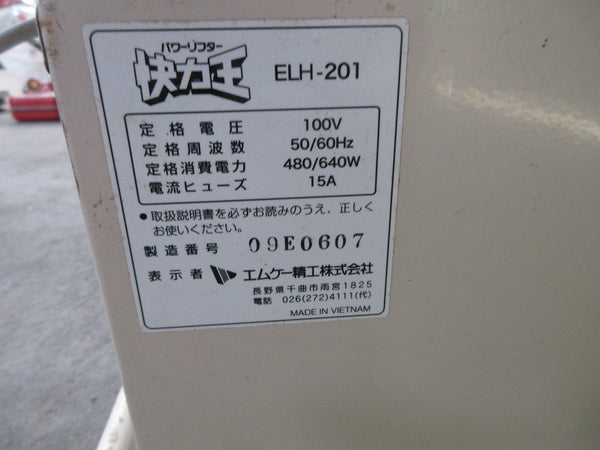 パワーリフター
快力王 ELH-201
定格電圧 100V
定格周波数 50/60Hz
定格消費電力 480/640W
電流ヒューズ 15A
●取扱説明書を必ずお読みのうえ、正しく
お使いください。
製造番号 09E0607
表示者 エムケー精工株式会社
長野県千曲市雨宮1825
電話 026(272)4111(代)
MADE IN VIETNAM